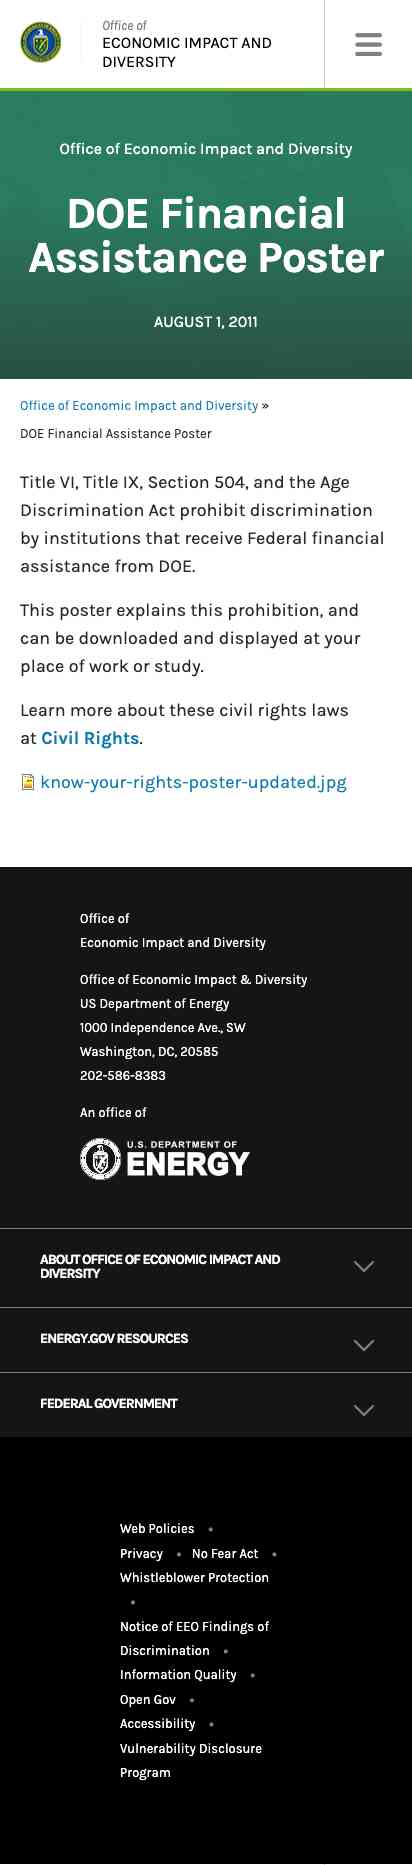 Office of
ECONOMIC IMPACT AND
DIVERSITY
Office of Economic Impact and Diversity
DOE Financial
Assistance Poster
AUGUST 1, 2011
Office of Economic Impact and Diversity »
DOE Financial Assistance Poster
Title VI, Title IX, Section 504, and the Age
Discrimination Act prohibit discrimination
by institutions that receive Federal financial
assistance from DOE.
This poster explains this prohibition, and
can be downloaded and displayed at your
place of work or study.
Learn more about these civil rights laws
at Civil Rights.
know-your-rights-poster-updated.jpg
Office of
Economic Impact and Diversity
Office of Economic Impact & Diversity
US Department of Energy
1000 Independence Ave., SW
Washington, DC, 20585
202-586-8383
An office of
U.S. DEPARTMENT OF
ENERGY
ABOUT OFFICE OF ECONOMIC IMPACT AND
DIVERSITY
ENERGY.GOV RESOURCES
FEDERAL GOVERNMENT
Web Policies •
Privacy • No Fear Act •
Whistleblower Protection
•
Notice of EEO Findings of
Discrimination •
Information Quality •
Open Gov •
Accessibility •
Vulnerability Disclosure
Program